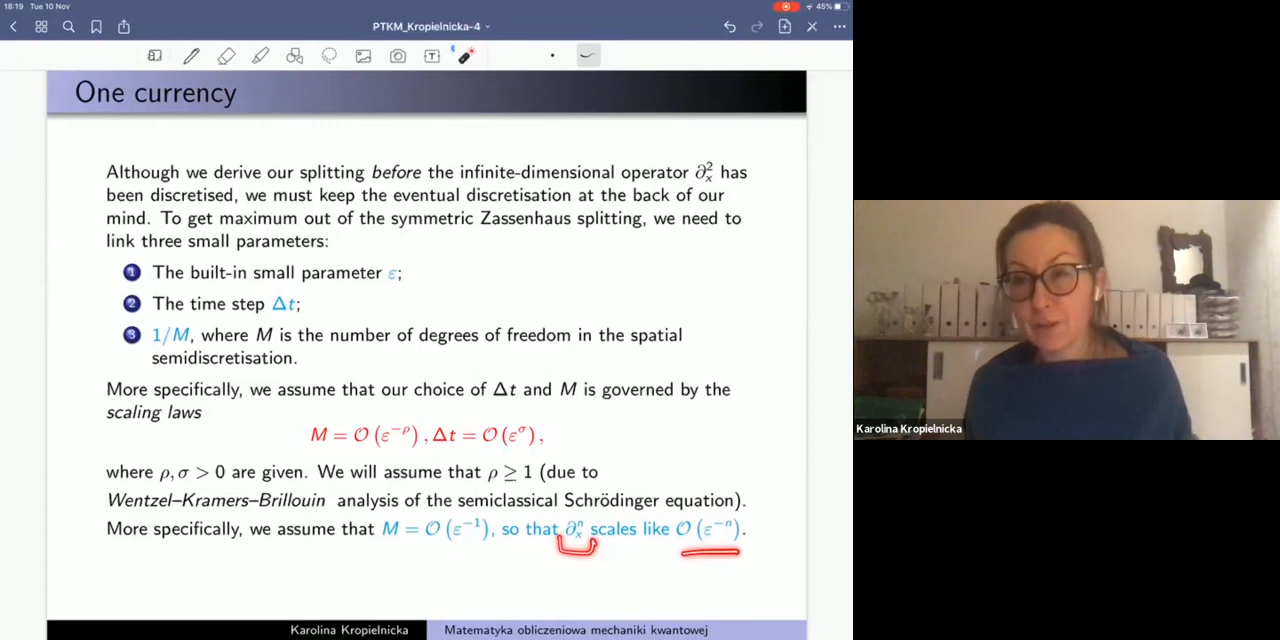 18:19 Tue 10 Nov
45%
PTKM_Kropielnicka-4
T
One currency
Although we derive our splitting before the infinite-dimensional operator ∂ₓ² has
been discretised, we must keep the eventual discretisation at the back of our
mind. To get maximum out of the symmetric Zassenhaus splitting, we need to
link three small parameters:
1 The built-in small parameter ε;
2 The time step Δt;
3 1/M, where M is the number of degrees of freedom in the spatial
semidiscretisation.
More specifically, we assume that our choice of Δt and M is governed by the
scaling laws
M = O (ε^{-ρ}), Δt = O (ε^σ),
where ρ, σ > 0 are given. We will assume that ρ ≥ 1 (due to
Wentzel–Kramers–Brillouin analysis of the semiclassical Schrödinger equation).
More specifically, we assume that M = O (ε^{-1}), so that ∂ₓⁿ scales like O (ε^{-n}).
Karolina Kropielnicka
Matematyka obliczeniowa mechaniki kwantowej
Karolina Kropielnicka